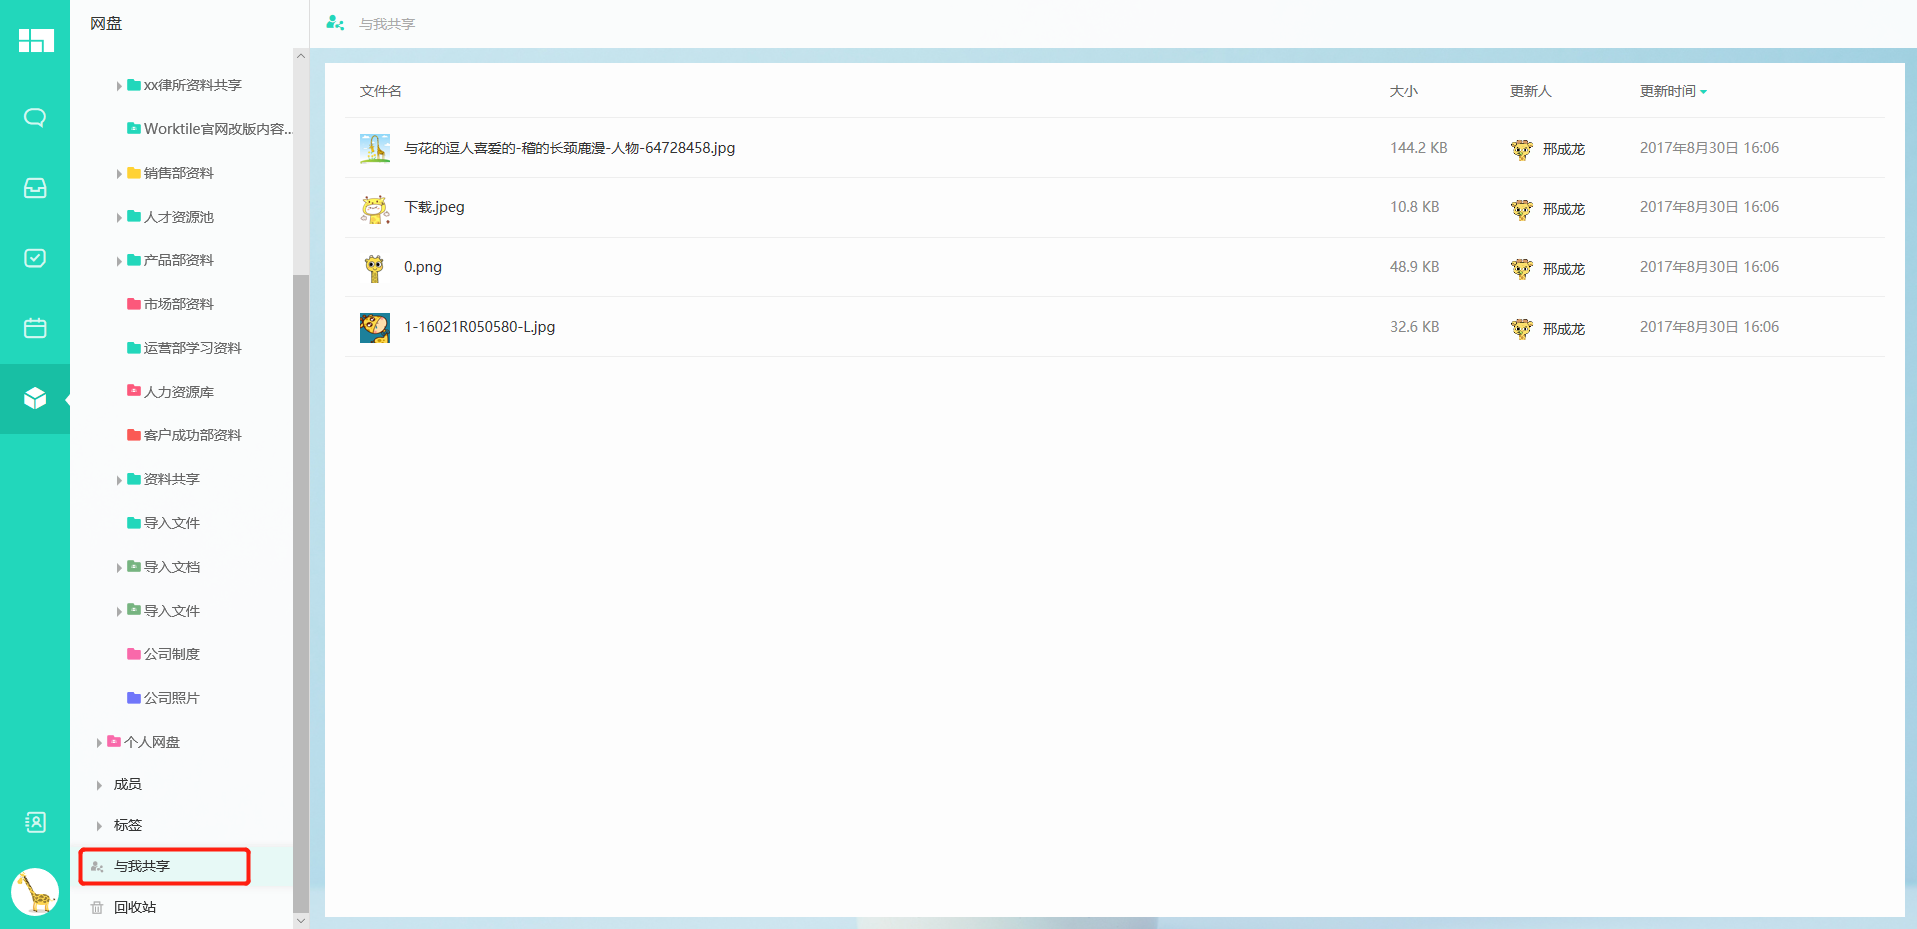 网盘
与我共享
xx律所资料共享
Worktile官网改版内容...
销售部资料
人才资源池
产品部资料
市场部资料
运营部学习资料
人力资源库
客户成功部资料
资料共享
导入文件
导入文档
导入文件
公司制度
公司照片
个人网盘
成员
标签
与我共享
回收站
文件名 大小 更新人 更新时间
与花的逗人喜爱的-稽的长颈鹿漫-人物-64728458.jpg 144.2 KB 邢成龙 2017年8月30日 16:06
下载.jpeg 10.8 KB 邢成龙 2017年8月30日 16:06
0.png 48.9 KB 邢成龙 2017年8月30日 16:06
1-16021R050580-L.jpg 32.6 KB 邢成龙 2017年8月30日 16:06